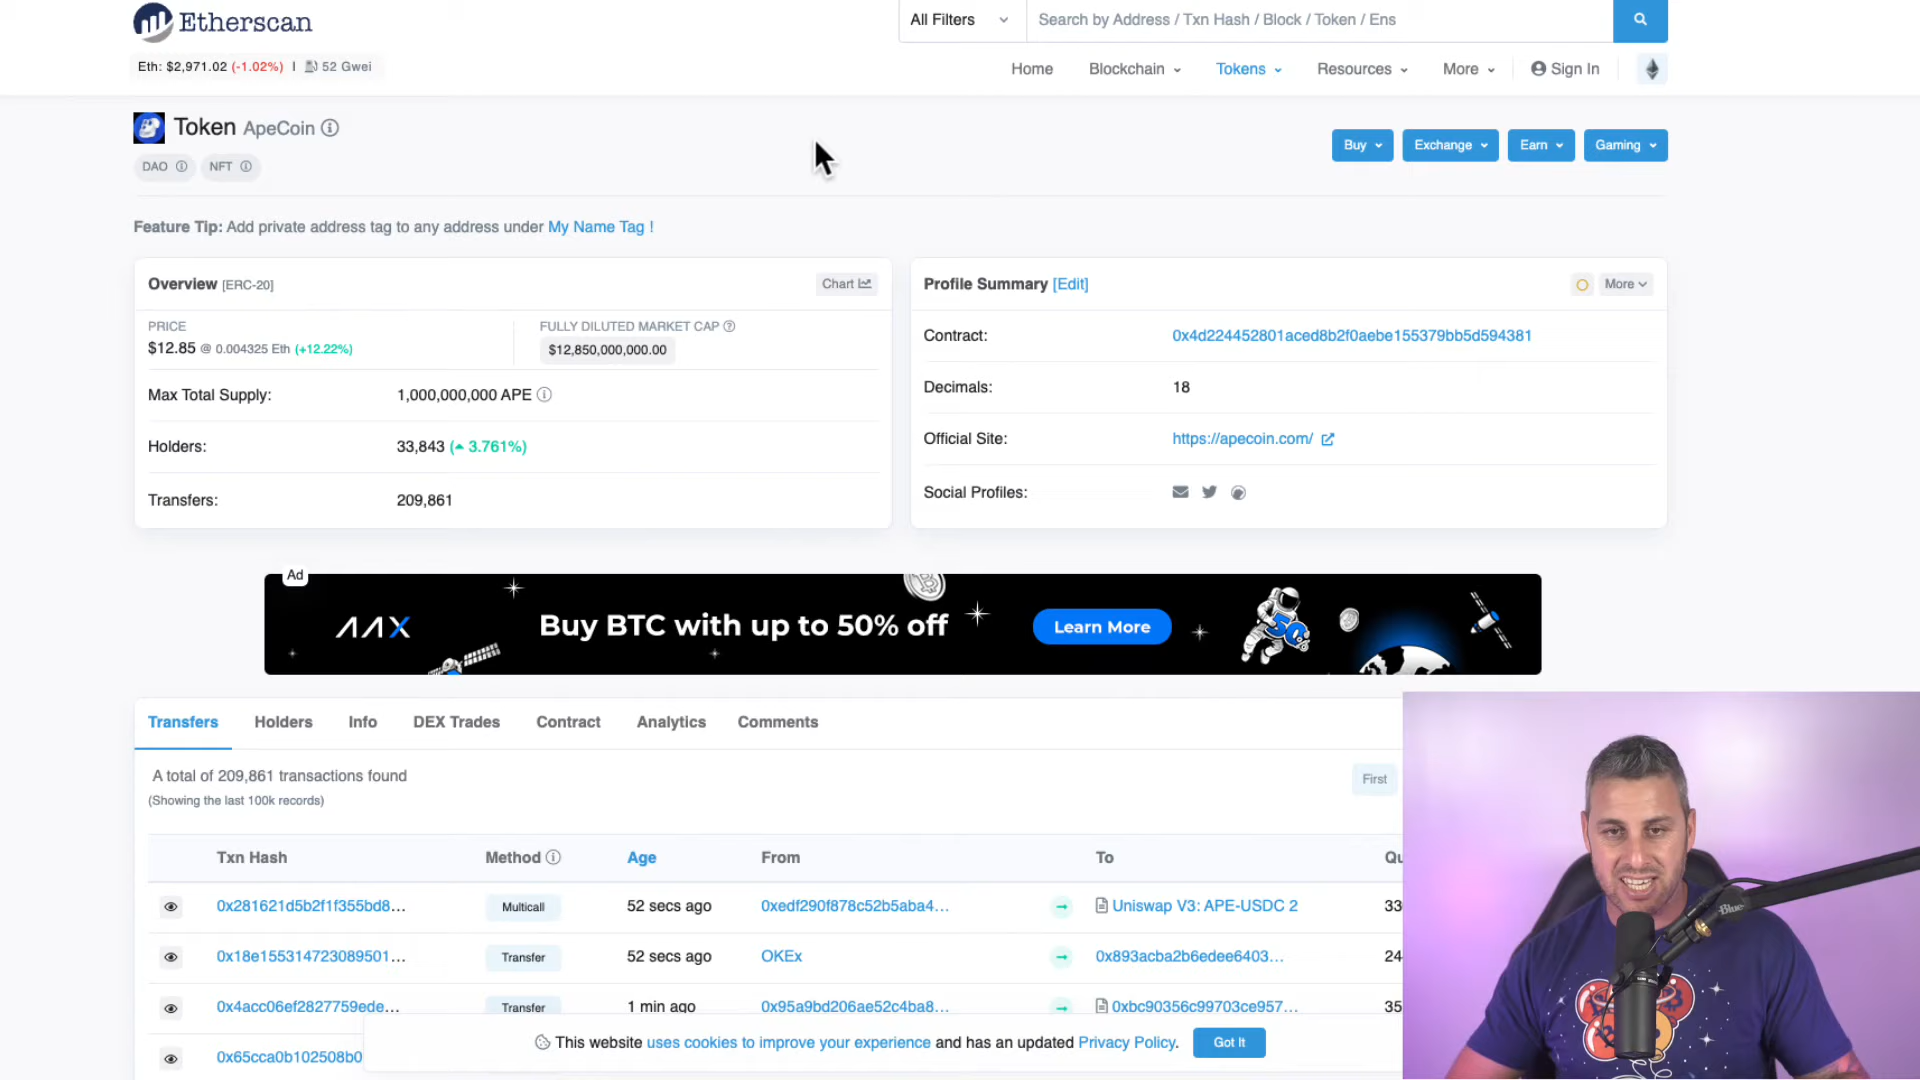 Etherscan
All Filters
Search by Address / Txn Hash / Block / Token / Ens
Eth: $2,971.02 (-1.02%) | 52 Gwei
Home Blockchain Tokens Resources More Sign In
Token ApeCoin
DAO NFT
Buy Exchange Earn Gaming
Feature Tip: Add private address tag to any address under My Name Tag !
Overview [ERC-20] Chart
PRICE
$12.85 @ 0.004325 Eth (+12.22%)
FULLY DILUTED MARKET CAP
$12,850,000,000.00
Max Total Supply: 1,000,000,000 APE
Holders: 33,843 (3.761%)
Transfers: 209,861
Profile Summary [Edit] More
Contract: 0x4d224452801aced8b2f0aebe155379bb5d594381
Decimals: 18
Official Site: https://apecoin.com/
Social Profiles:
Ad
AAX
Buy BTC with up to 50% off
Learn More
Transfers Holders Info DEX Trades Contract Analytics Comments
A total of 209,861 transactions found
(Showing the last 100k records)
First
Txn Hash Method Age From To Qu
0x281621d5b2f1f355bd8... Multicall 52 secs ago 0xedf290f878c52b5aba4... Uniswap V3: APE-USDC 2 33
0x18e155314723089501... Transfer 52 secs ago OKEx 0x893acba2b6edee6403... 24
0x4acc06ef2827759ede... Transfer 1 min ago 0x95a9bd206ae52c4ba8... 0xbc90356c99703ce957... 35
0x65cca0b102508b0
This website uses cookies to improve your experience and has an updated Privacy Policy.
Got It
Blue